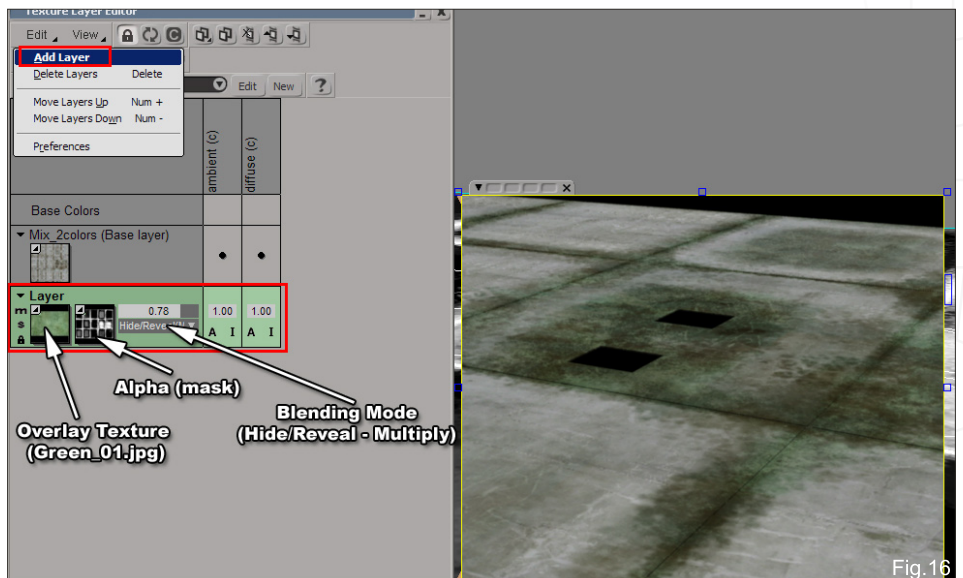 Texture Layer Editor
Edit View
Add Layer
Delete Layers Delete
Move Layers Up Num +
Move Layers Down Num -
Preferences
Edit New ?
ambient (c)
diffuse (c)
Base Colors
Mix_2colors (Base layer)
Layer
m
s
0.78
1.00 1.00
A I A I
Alpha (mask)
Overlay Texture
(Green_01.jpg)
Blending Mode
(Hide/Reveal - Multiply)
Fig.16